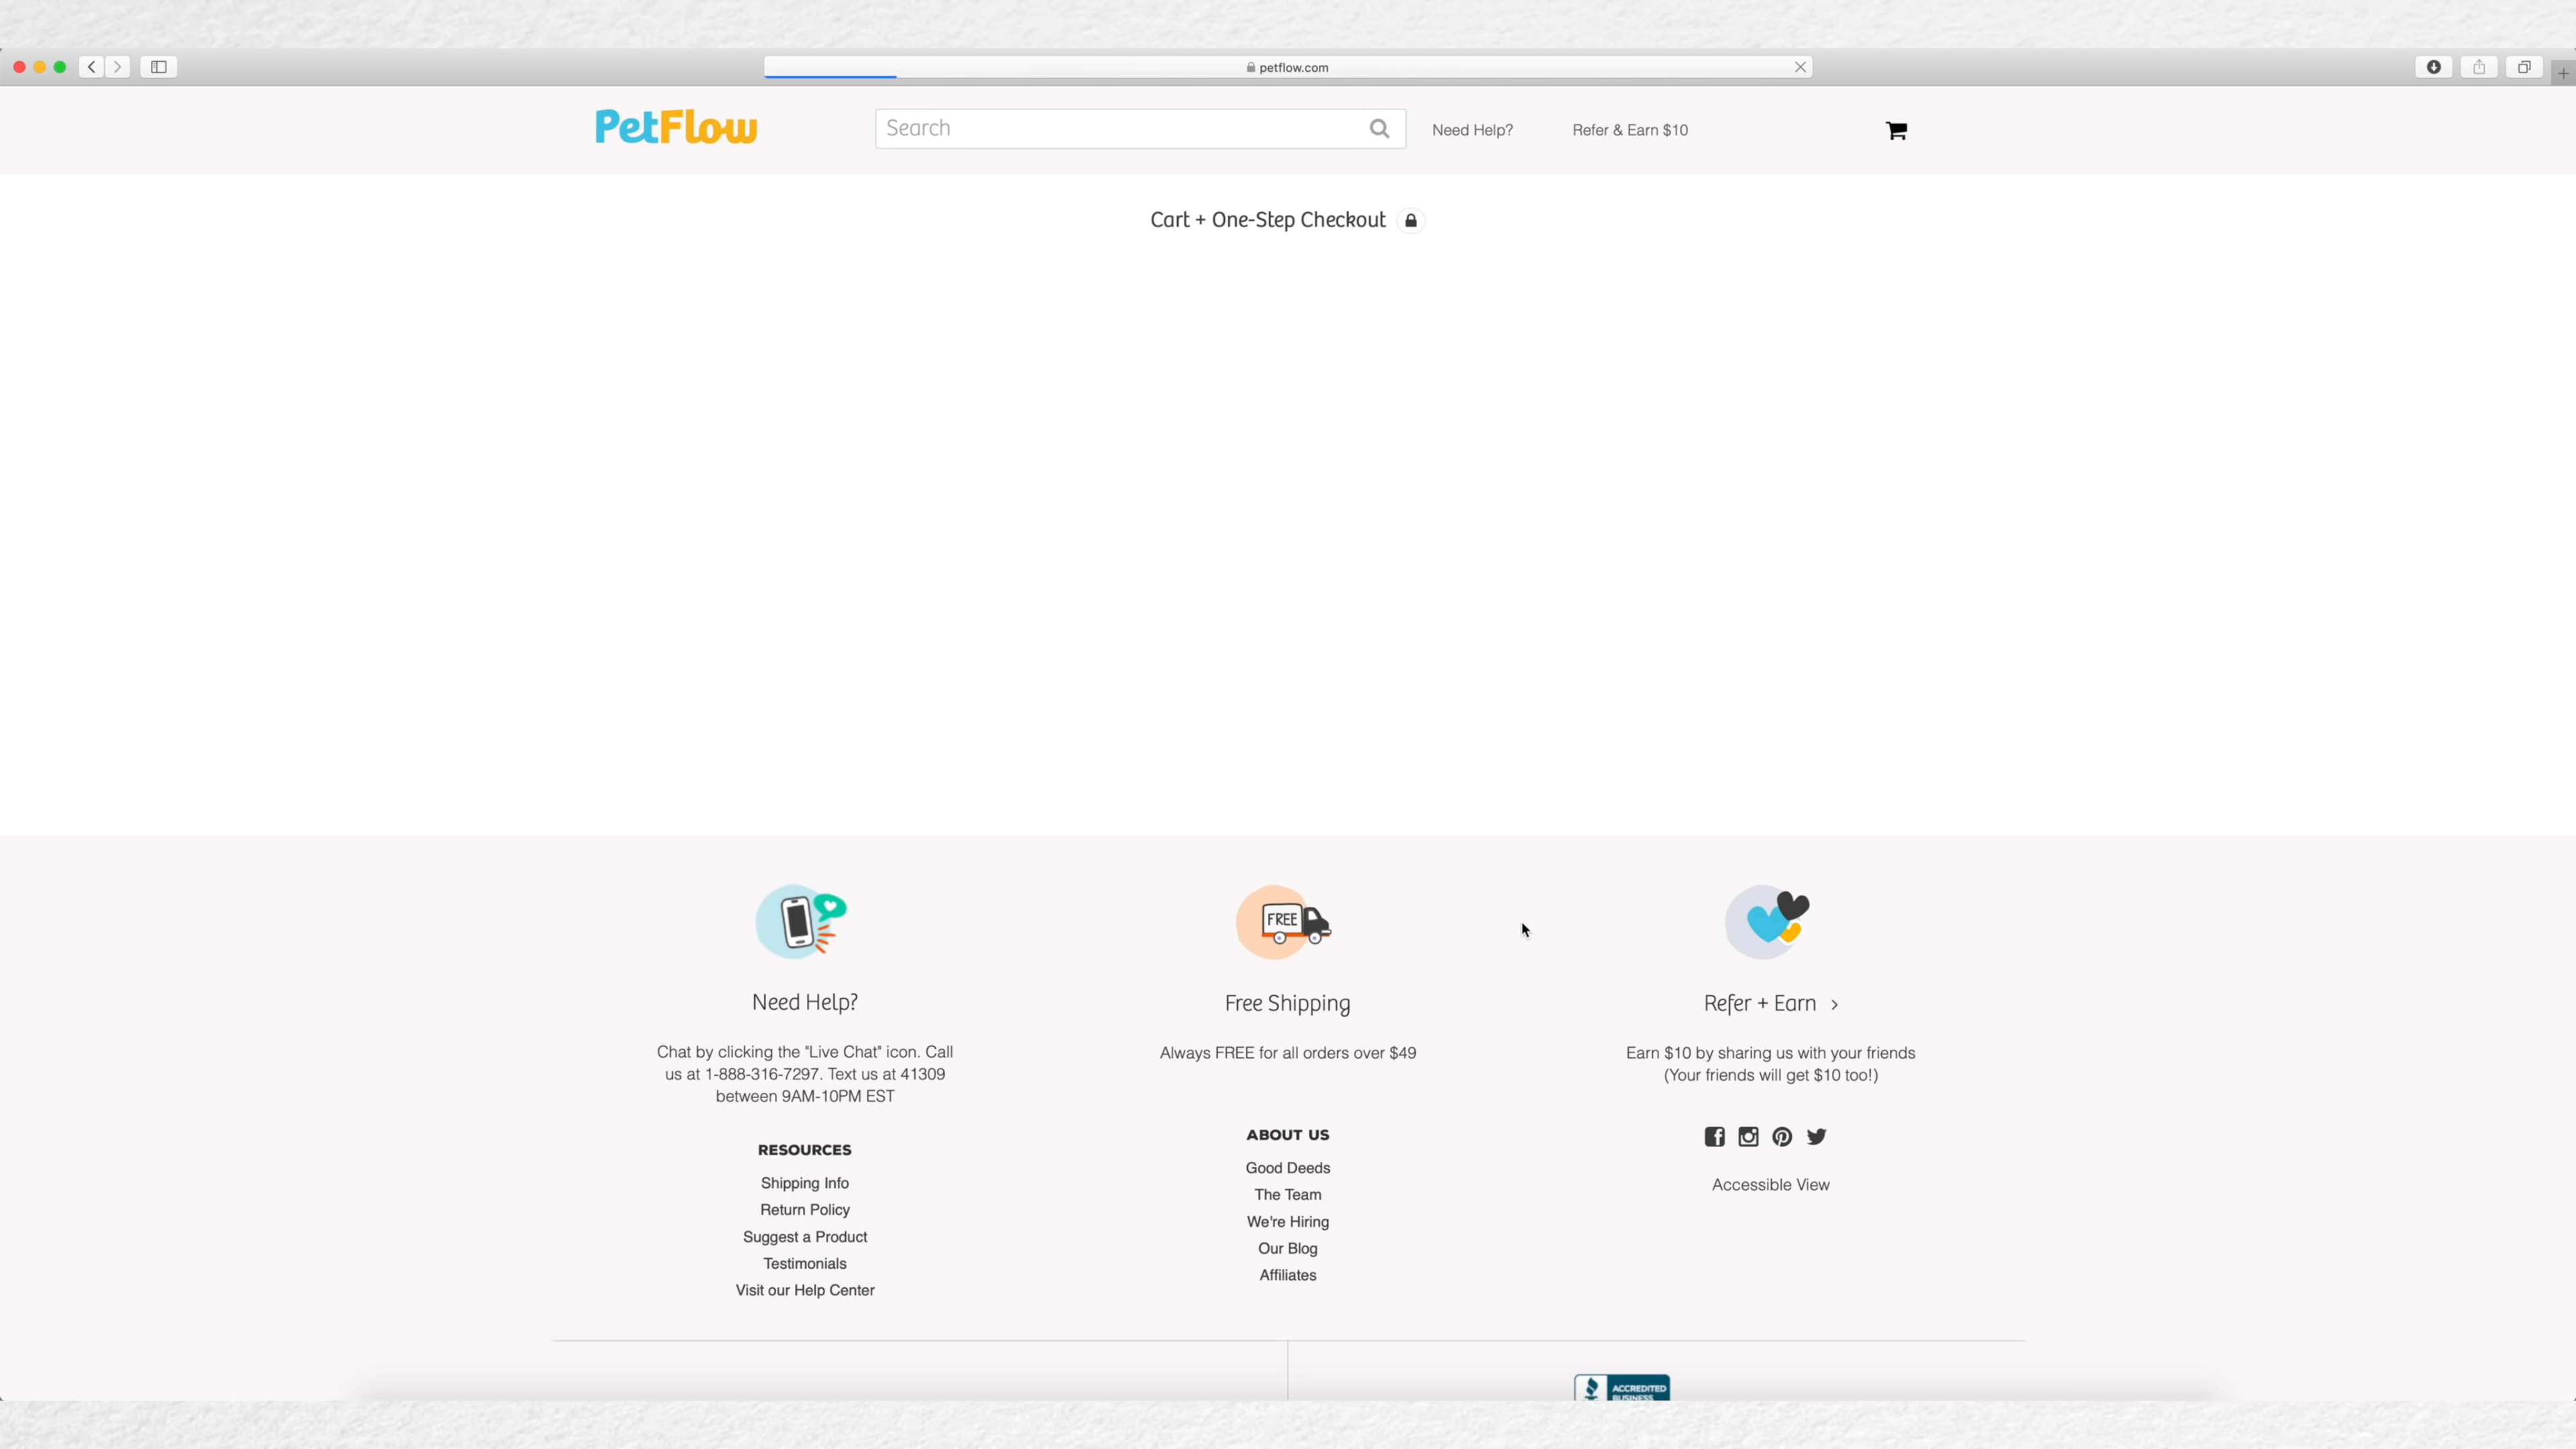 petflow.com
PetFlow
Search
Need Help?
Refer & Earn $10
Cart + One-Step Checkout
FREE
Need Help?
Chat by clicking the "Live Chat" icon. Call
us at 1-888-316-7297. Text us at 41309
between 9AM-10PM EST
RESOURCES
Shipping Info
Return Policy
Suggest a Product
Testimonials
Visit our Help Center
Free Shipping
Always FREE for all orders over $49
ABOUT US
Good Deeds
The Team
We're Hiring
Our Blog
Affiliates
Refer + Earn >
Earn $10 by sharing us with your friends
(Your friends will get $10 too!)
Accessible View
ACCREDITED
BUSINESS